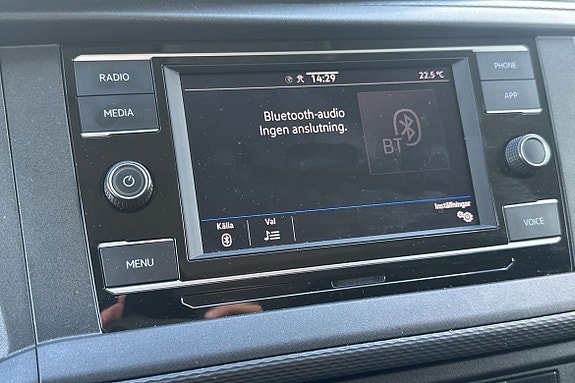 RADIO
MEDIA
MENU
14:29
22.5 °C
Bluetooth-audio
Ingen anslutning.
BT
Inställningar
Källa
Val
PHONE
APP
VOICE